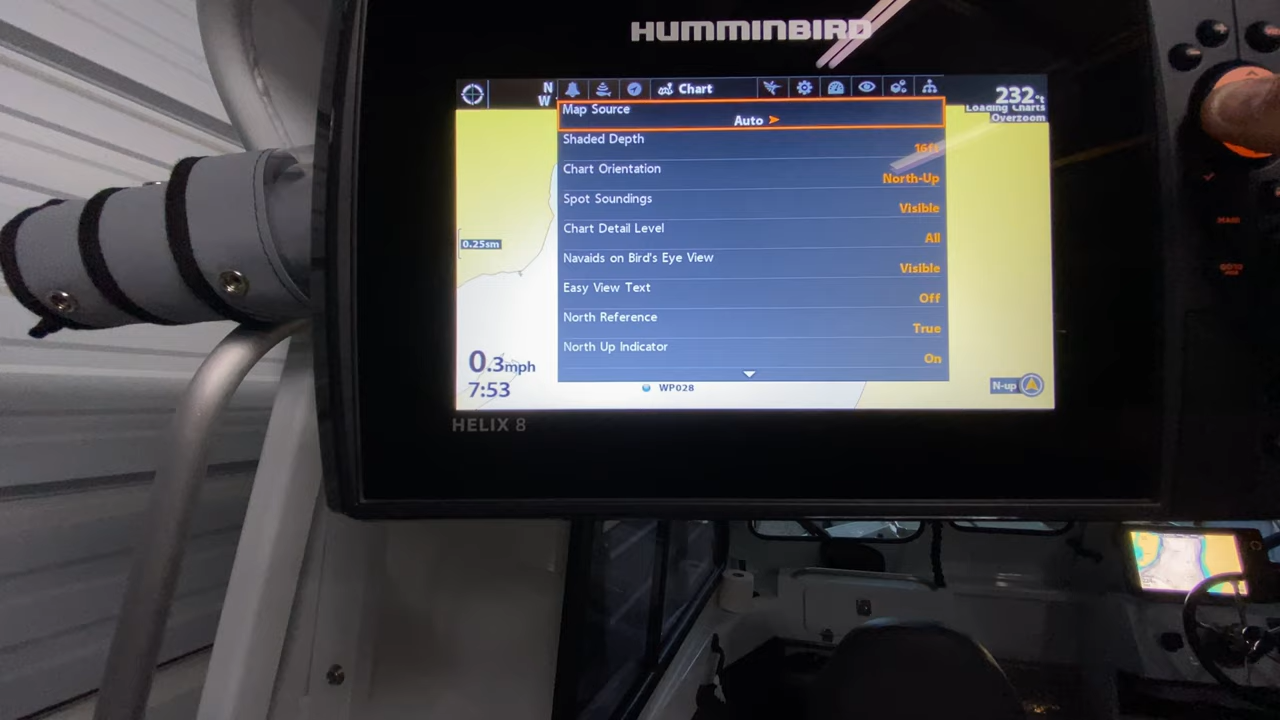 HUMMINBIRD
N
W
Chart
232°t
Loading Charts
Overzoom
Map Source
Auto
Shaded Depth
16ft
Chart Orientation
North-Up
Spot Soundings
Visible
Chart Detail Level
All
Navaids on Bird's Eye View
Visible
0.25sm
Easy View Text
Off
North Reference
True
North Up Indicator
On
0.3mph
7:53
WP028
N-up
HELIX 8